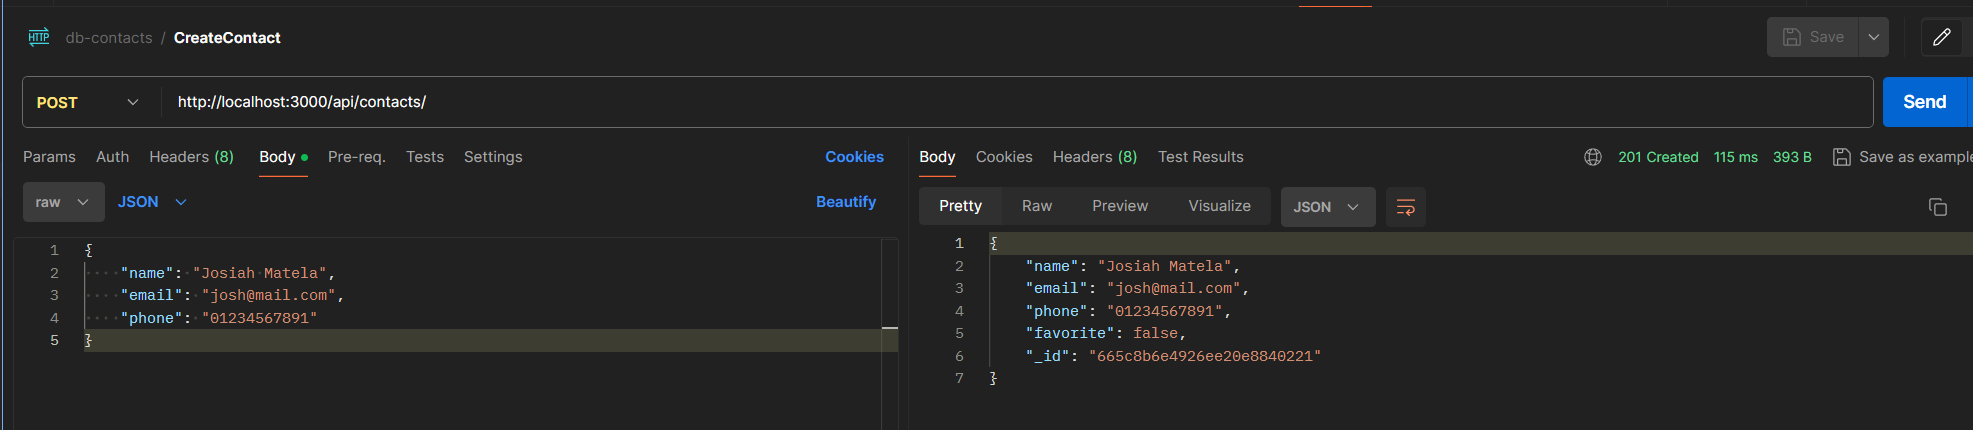 HTTP db-contacts / CreateContact Save
POST http://localhost:3000/api/contacts/ Send
Params Auth Headers (8) Body Pre-req. Tests Settings Cookies
raw JSON Beautify
1 {
2 "name": "Josiah Matela",
3 "email": "josh@mail.com",
4 "phone": "01234567891"
5 }
Body Cookies Headers (8) Test Results 201 Created 115 ms 393 B Save as example
Pretty Raw Preview Visualize JSON
1 {
2 "name": "Josiah Matela",
3 "email": "josh@mail.com",
4 "phone": "01234567891",
5 "favorite": false,
6 "_id": "665c8b6e4926ee20e8840221"
7 }